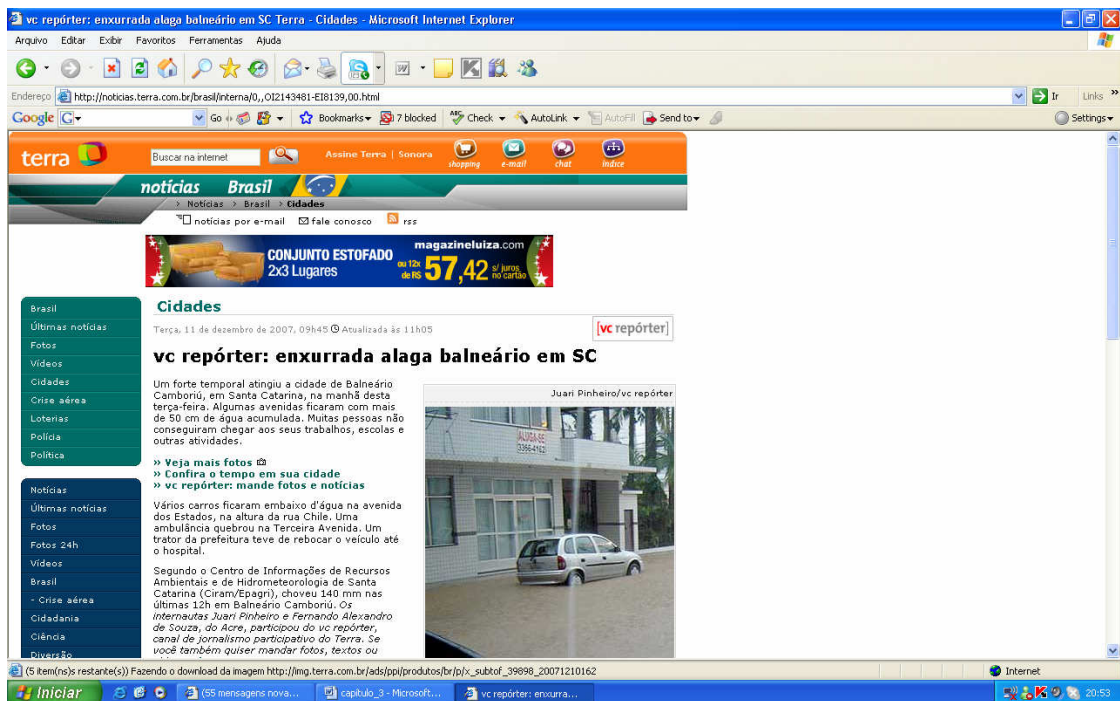 vc repórter: enxurrada alaga balneário em SC Terra - Cidades - Microsoft Internet Explorer
Arquivo Editar Exibir Favoritos Ferramentas Ajuda
Endereço http://noticias.terra.com.br/brasil/interna/0,,OI2143481-EI8139,00.html Ir Links »
Google G Go Bookmarks 7 blocked ABC Check AutoLink AutoFill Send to Settings
terra Buscar na internet Assine Terra | Sonora shopping e-mail chat índice
notícias Brasil
> Notícias > Brasil > Cidades
notícias por e-mail fale conosco rss
magazineluiza.com
CONJUNTO ESTOFADO
2x3 Lugares
ou 12x
de R$ 57,42 s/ juros
no cartão
Brasil
Últimas notícias
Fotos
Vídeos
Cidades
Crise aérea
Loterias
Polícia
Política
Notícias
Últimas notícias
Fotos
Fotos 24h
Vídeos
Brasil
- Crise aérea
Cidadania
Ciência
Diversão
Cidades
Terça, 11 de dezembro de 2007, 09h45 Atualizada às 11h05
[vc repórter]
vc repórter: enxurrada alaga balneário em SC
Um forte temporal atingiu a cidade de Balneário
Camboriú, em Santa Catarina, na manhã desta
terça-feira. Algumas avenidas ficaram com mais
de 50 cm de água acumulada. Muitas pessoas não
conseguiram chegar aos seus trabalhos, escolas e
outras atividades.
» Veja mais fotos
» Confira o tempo em sua cidade
» vc repórter: mande fotos e notícias
Vários carros ficaram embaixo d'água na avenida
dos Estados, na altura da rua Chile. Uma
ambulância quebrou na Terceira Avenida. Um
trator da prefeitura teve de rebocar o veículo até
o hospital.
Segundo o Centro de Informações de Recursos
Ambientais e de Hidrometeorologia de Santa
Catarina (Ciram/Epagri), choveu 140 mm nas
últimas 12h em Balneário Camboriú. Os
internautas Juari Pinheiro e Fernando Alexandro
de Souza, do Acre, participou do vc repórter,
canal de jornalismo participativo do Terra. Se
você também quiser mandar fotos, textos ou
Juari Pinheiro/vc repórter
ALUGA-SE
3366-4162
(5 item(ns)s restante(s)) Fazendo o download da imagem http://img.terra.com.br/ads/ppi/produtos/br/p/x_subtof_39898_20071210162
Internet
Iniciar (55 mensagens nova... capítulo_3 - Microsoft... vc repórter: enxurra... 20:53